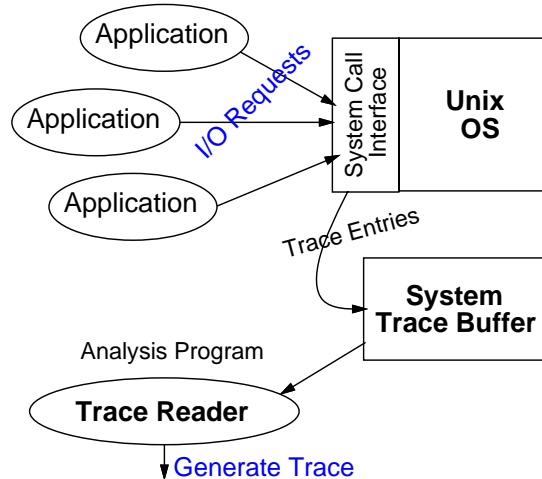 Application
Application
Application
I/O Requests
System Call
Interface
Unix
OS
Trace Entries
System
Trace Buffer
Analysis Program
Trace Reader
Generate Trace